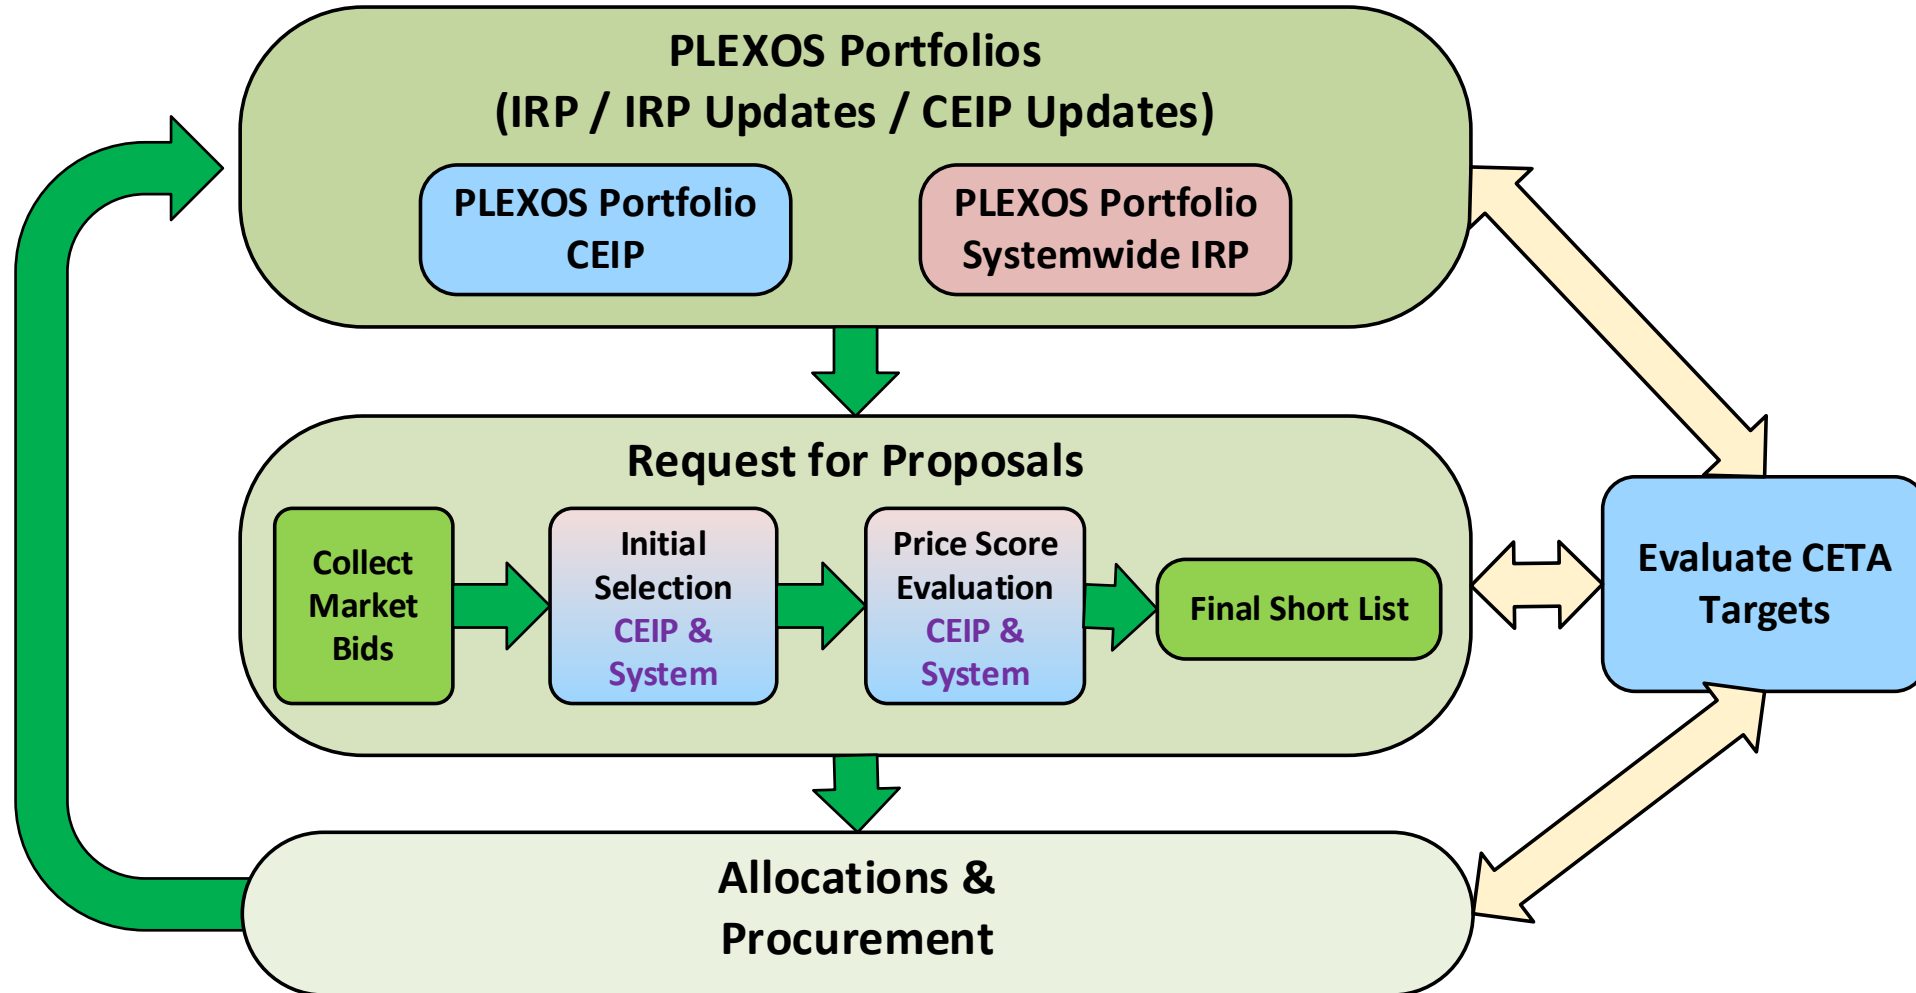 PLEXOS Portfolios
(IRP / IRP Updates / CEIP Updates)
PLEXOS Portfolio
CEIP
PLEXOS Portfolio
Systemwide IRP
Request for Proposals
Collect
Market
Bids
Initial
Selection
CEIP &
System
Price Score
Evaluation
CEIP &
System
Final Short List
Evaluate CETA
Targets
Allocations &
Procurement